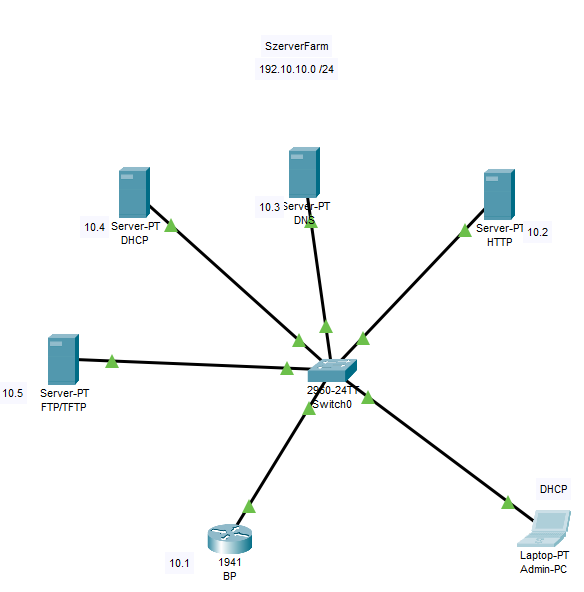 SzerverFarm
192.10.10.0 /24
10.4
Server-PT
DHCP
10.3
Server-PT
DNS
Server-PT
HTTP
10.2
10.5
Server-PT
FTP/TFTP
2960-24TT
Switch0
10.1
1941
BP
DHCP
Laptop-PT
Admin-PC